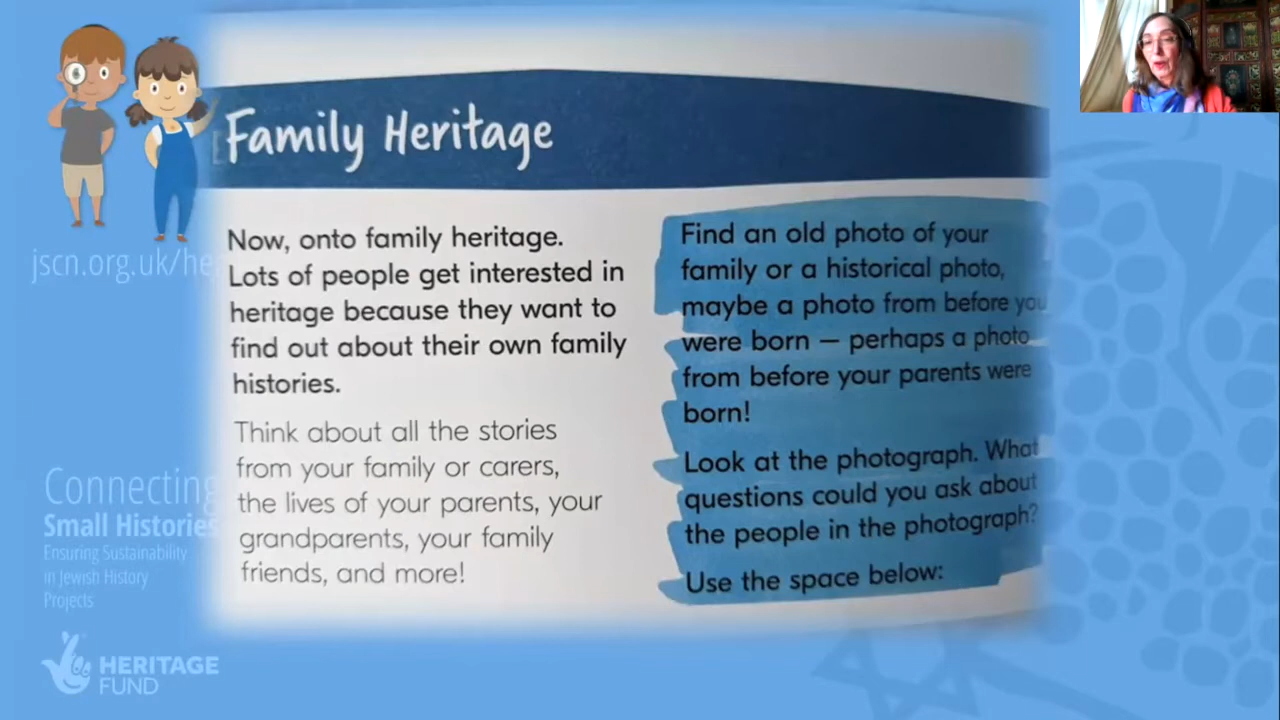 Family Heritage
Now, onto family heritage.
Lots of people get interested in
heritage because they want to
find out about their own family
histories.
Think about all the stories
from your family or carers,
the lives of your parents, your
grandparents, your family
friends, and more!
Find an old photo of your
family or a historical photo,
maybe a photo from before you
were born – perhaps a photo
from before your parents were
born!
Look at the photograph. What
questions could you ask about
the people in the photograph?
Use the space below:
jscn.org.uk/he
Connecting
Small Histories
Ensuring Sustainability
in Jewish History
Projects
HERITAGE
FUND